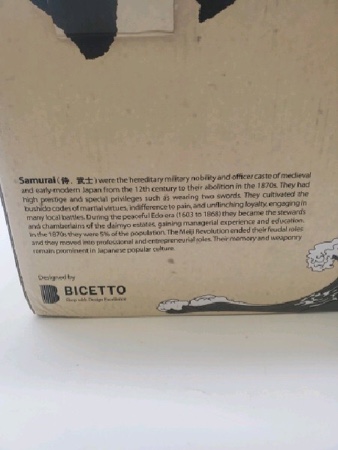 Samurai (侍, 武士) were the hereditary military nobility and officer caste of medieval
and early-modern Japan from the 12th century to their abolition in the 1870s. They had
high prestige and special privileges such as wearing two swords. They cultivated the
bushido codes of martial virtues, indifference to pain, and unflinching loyalty, engaging in
many local battles. During the peaceful Edo era (1603 to 1868) they became the stewards
and chamberlains of the daimyo estates, gaining managerial experience and education.
In the 1870s they were 5% of the population. The Meiji Revolution ended their feudal roles
and they moved into professional and entrepreneurial roles. Their memory and weaponry
remain prominent in Japanese popular culture.
Designed by
BICETTO
Shop with Design Excellence